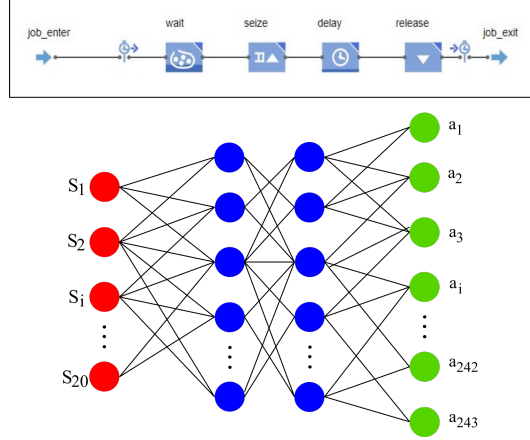 job_enter
wait
seize
delay
release
job_exit
S1
S2
Si
S20
a1
a2
a3
ai
a242
a243